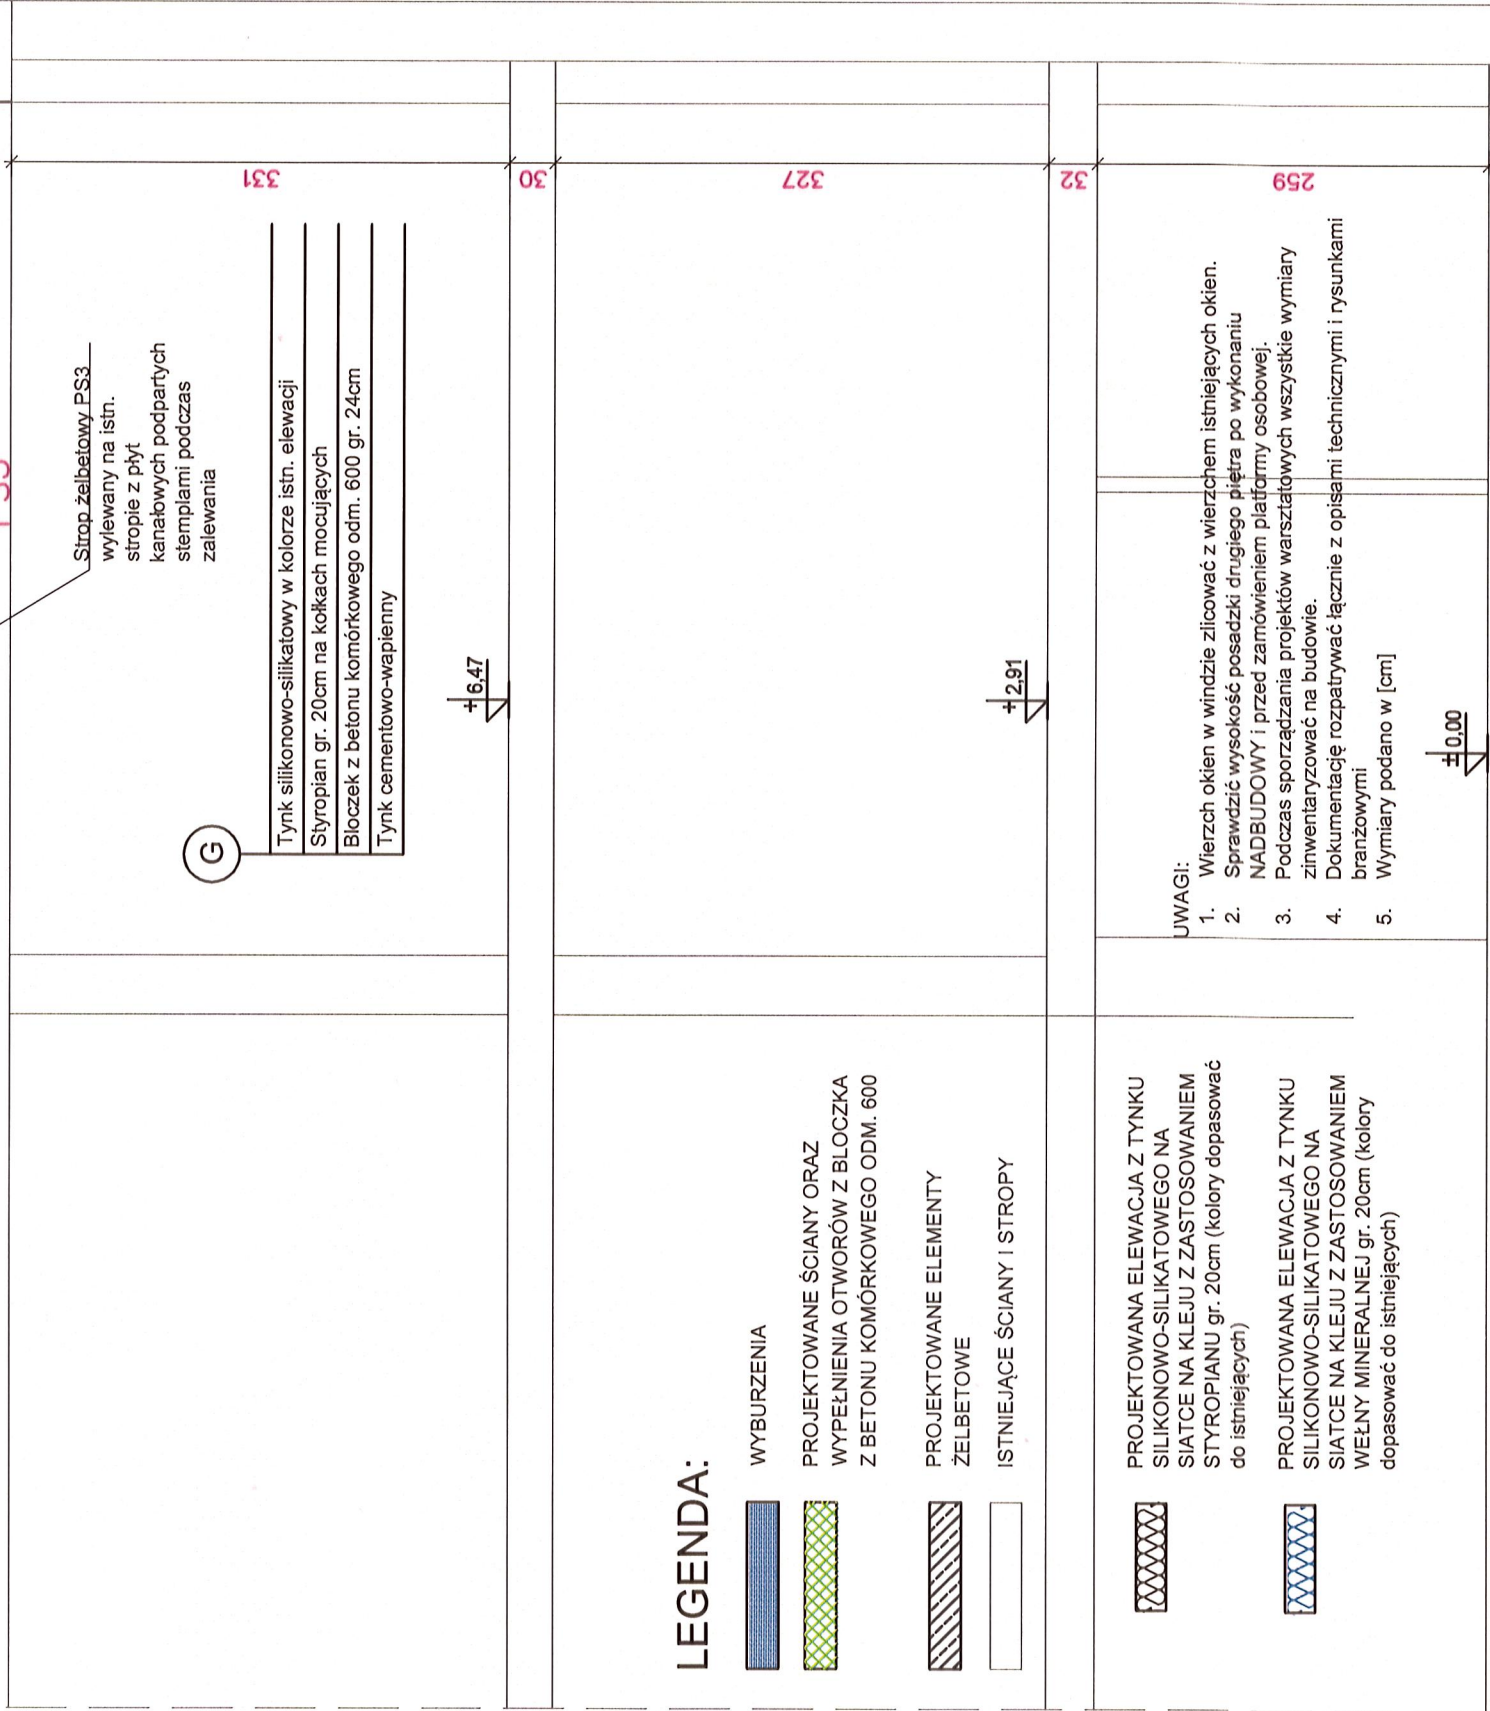 Strop żelbetowy PS3
wylewany na istn.
stropie z płyt
kanałowych podpartych
stemplami podczas
zalewania
G
Tynk silikonowo-silikatowy w kolorze istn. elewacji
Styropian gr. 20cm na kołkach mocujących
Bloczek z betonu komórkowego odm. 600 gr. 24cm
Tynk cementowo-wapienny
331
+6,47
30
327
+2,91
32
259
±0,00
LEGENDA:
WYBURZENIA
PROJEKTOWANE ŚCIANY ORAZ
WYPEŁNIENIA OTWORÓW Z BLOCZKA
Z BETONU KOMÓRKOWEGO ODM. 600
PROJEKTOWANE ELEMENTY
ŻELBETOWE
ISTNIEJĄCE ŚCIANY I STROPY
PROJEKTOWANA ELEWACJA Z TYNKU
SILIKONOWO-SILIKATOWEGO NA
SIATCE NA KLEJU Z ZASTOSOWANIEM
STYROPIANU gr. 20cm (kolory dopasować
do istniejących)
PROJEKTOWANA ELEWACJA Z TYNKU
SILIKONOWO-SILIKATOWEGO NA
SIATCE NA KLEJU Z ZASTOSOWANIEM
WEŁNY MINERALNEJ gr. 20cm (kolory
dopasować do istniejących)
UWAGI:
1. Wierzch okien w windzie zlicować z wierzchem istniejących okien.
2. Sprawdzić wysokość posadzki drugiego piętra po wykonaniu
NADBUDOWY i przed zamówieniem platformy osobowej.
3. Podczas sporządzania projektów warsztatowych wszystkie wymiary
zinwentaryzować na budowie.
4. Dokumentację rozpatrywać łącznie z opisami technicznymi i rysunkami
branżowymi
5. Wymiary podano w [cm]